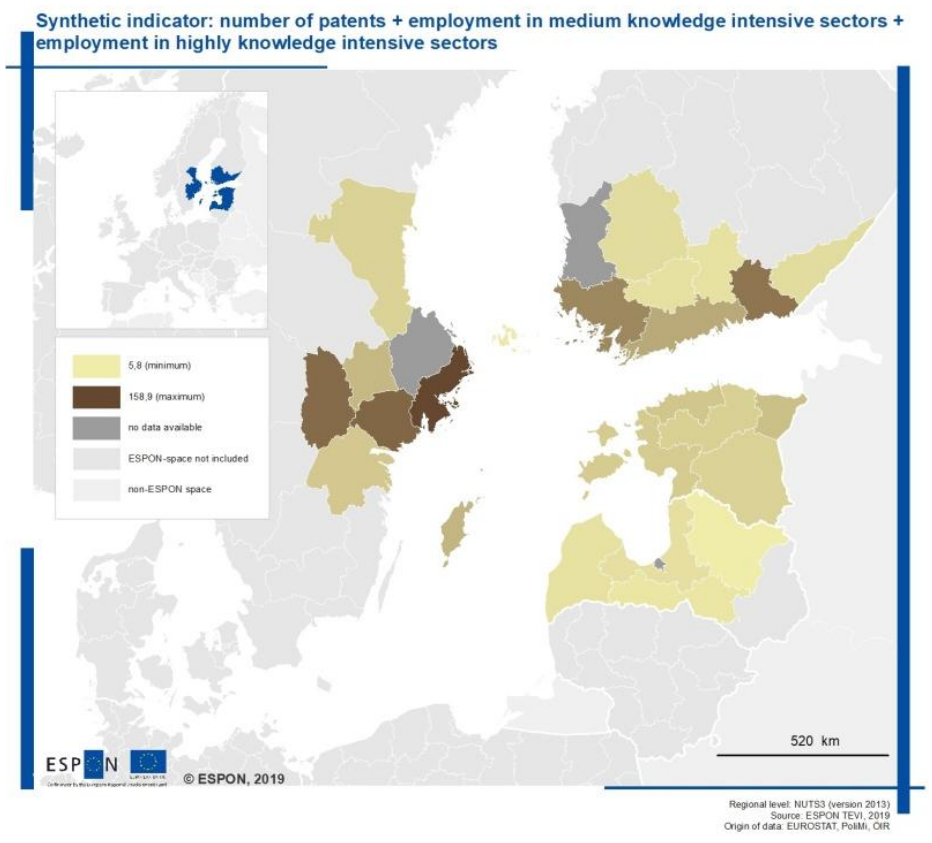 Synthetic indicator: number of patents + employment in medium knowledge intensive sectors +
employment in highly knowledge intensive sectors
5,8 (minimum)
158,9 (maximum)
no data available
ESPON-space not included
non-ESPON space
520 km
ESPON
© ESPON, 2019
Regional level: NUTS3 (version 2013)
Source: ESPON TEVI, 2019
Origin of data: EUROSTAT, PoliMi, ÖIR